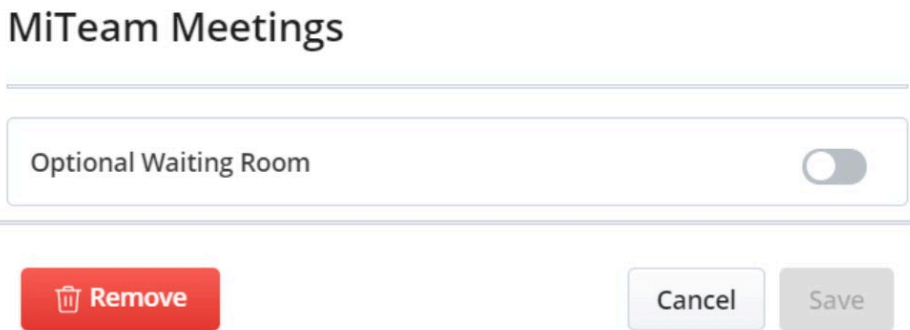 MiTeam Meetings
Optional Waiting Room
Remove
Cancel
Save